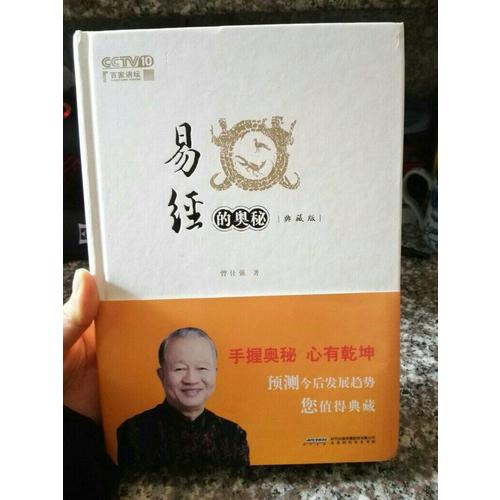 CCTV10
百家讲坛
易
經
的奥秘
典藏版
曾仕强 著
手握奥秘 心有乾坤
预测今后发展趋势
您值得典藏